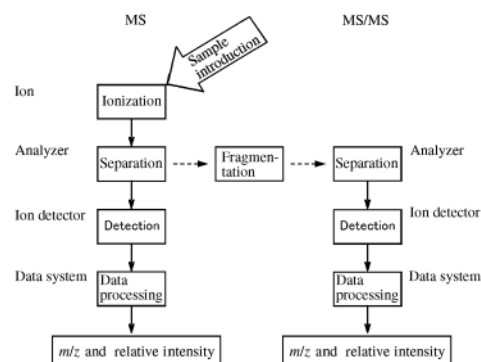 MS
MS/MS
Sample
introduction
Ion
Ionization
Analyzer
Separation
Fragmen-
tation
Separation
Analyzer
Ion detector
Detection
Detection
Ion detector
Data system
Data
processing
Data
processing
Data system
m/z and relative intensity
m/z and relative intensity